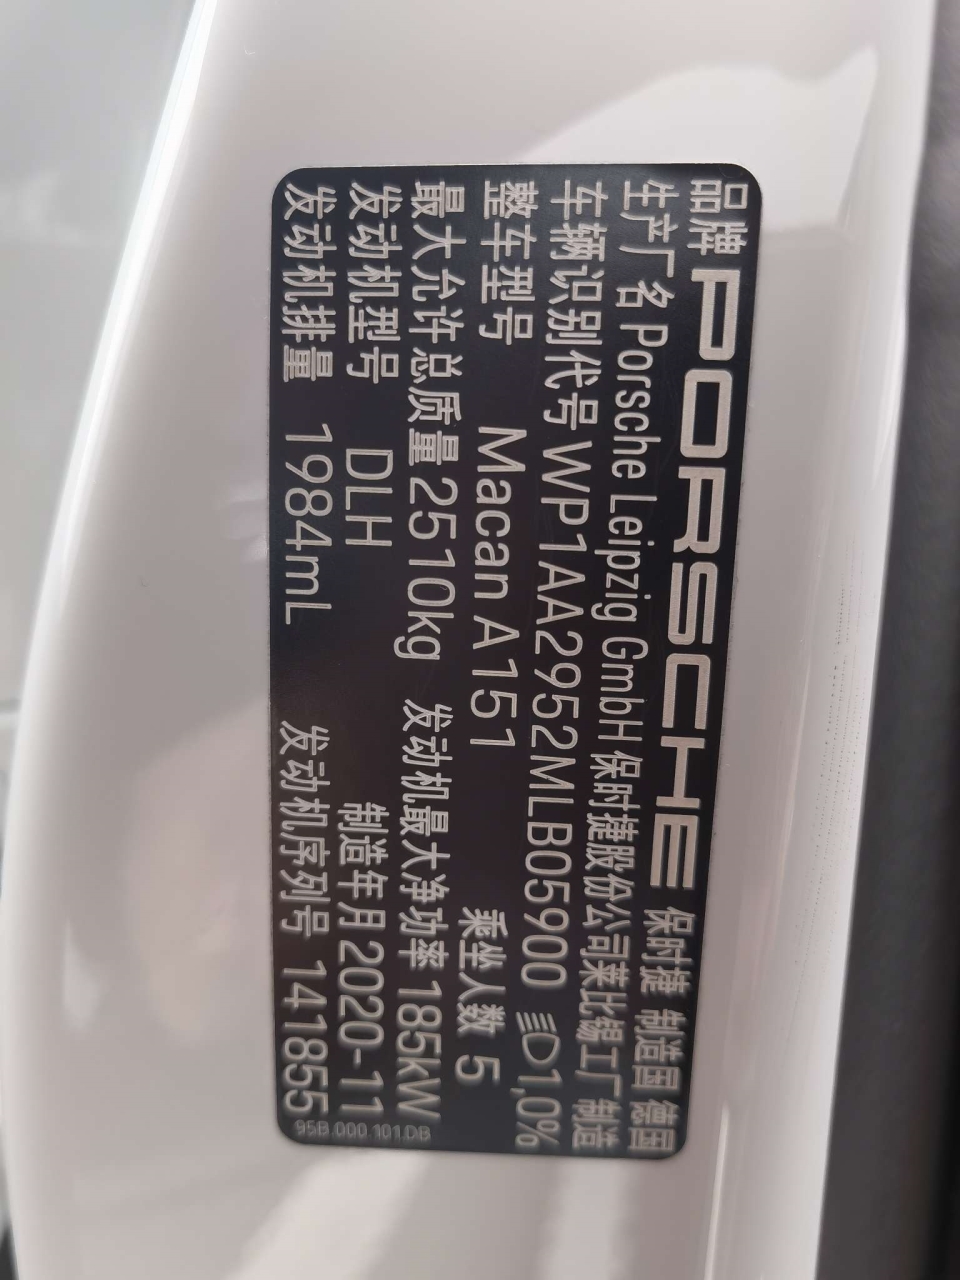 品牌 PORSCHE 保时捷 制造国 德国
生产厂名 Porsche Leipzig GmbH 保时捷股份公司莱比锡工厂制造
车辆识别代号 WP1AA2952MLB05900 1,0%
整车型号 Macan A151 乘坐人数 5
最大允许总质量 2510kg 发动机最大净功率 185kW
发动机型号 DLH 制造年月 2020-11
发动机排量 1984mL 发动机序列号 141855
95B.000.101.DB